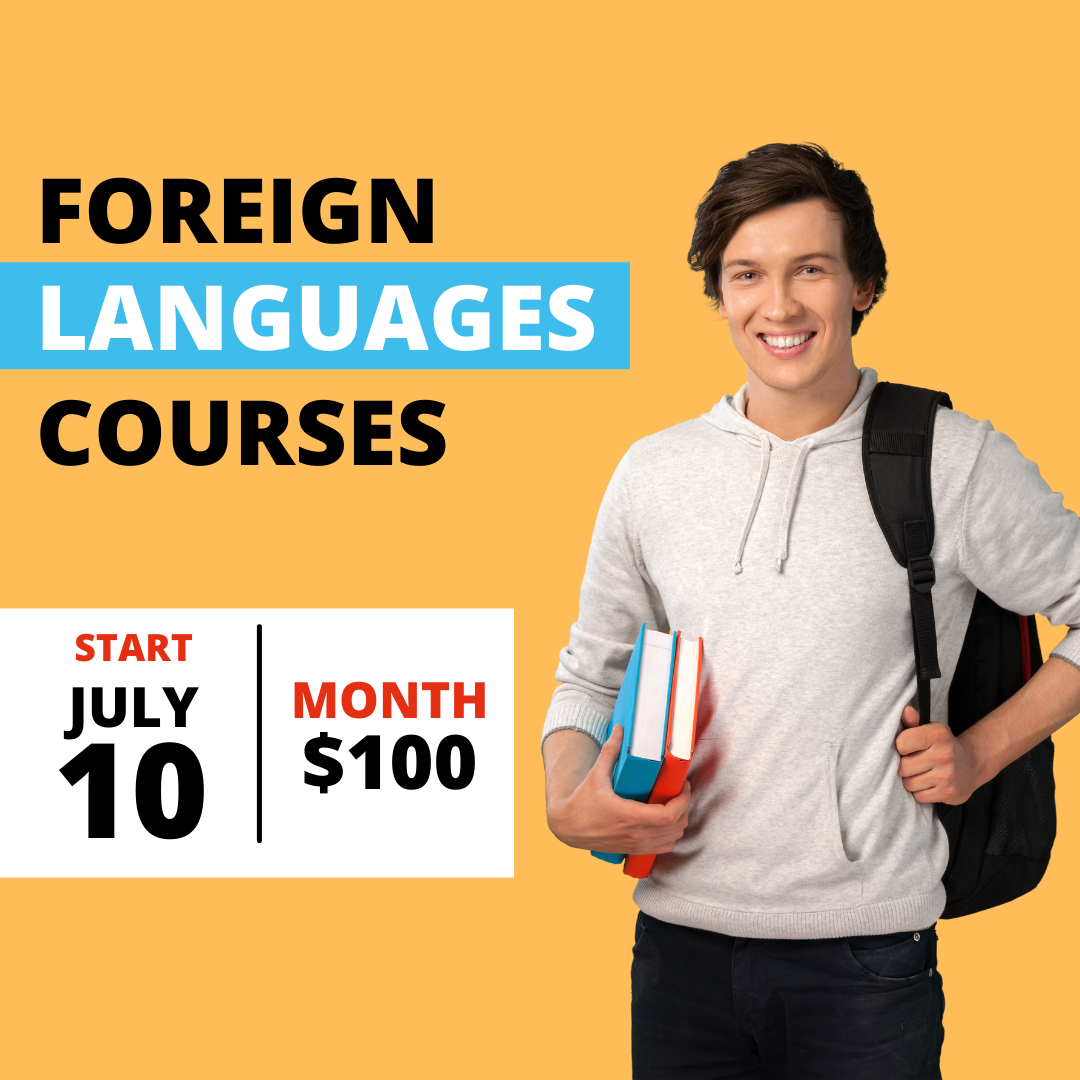 FOREIGN
LANGUAGES
COURSES
START
JULY
10
MONTH
$100